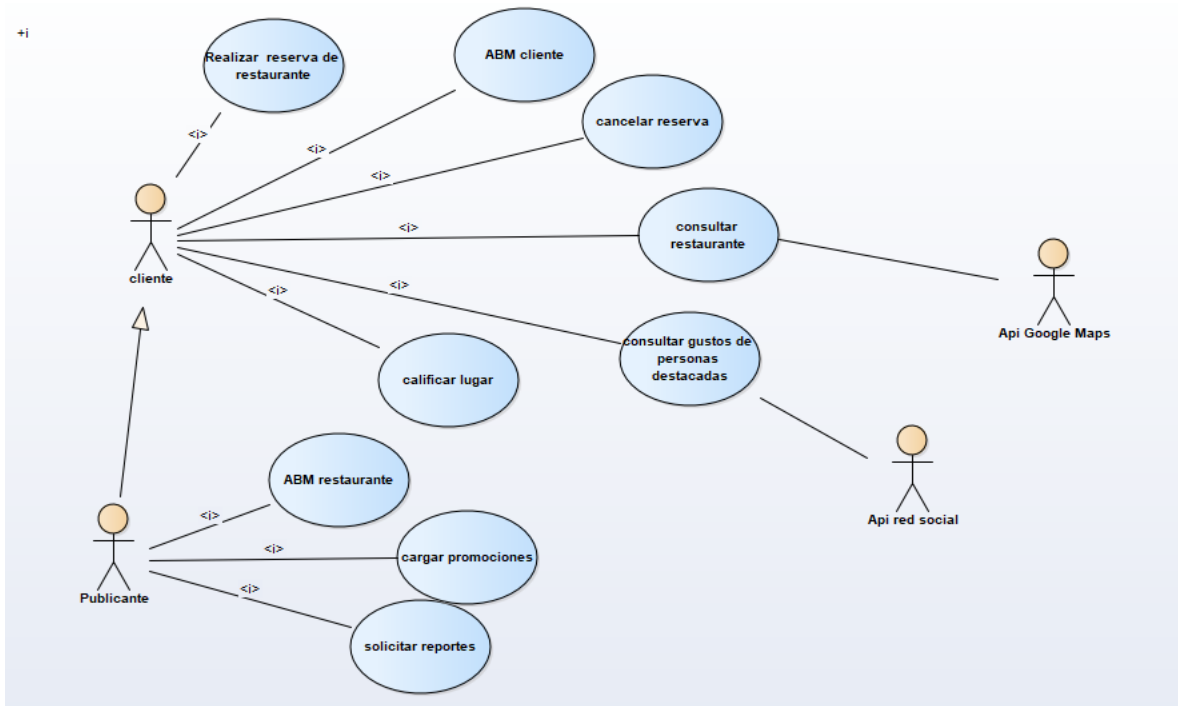 +i
Realizar reserva de
restaurante
ABM cliente
cancelar reserva
<i>
<i>
<i>
consultar
restaurante
<i>
cliente
<i>
<i>
Api Google Maps
consultar gustos de
personas
destacadas
calificar lugar
ABM restaurante
<i>
Api red social
<i>
cargar promociones
Publicante
<i>
solicitar reportes